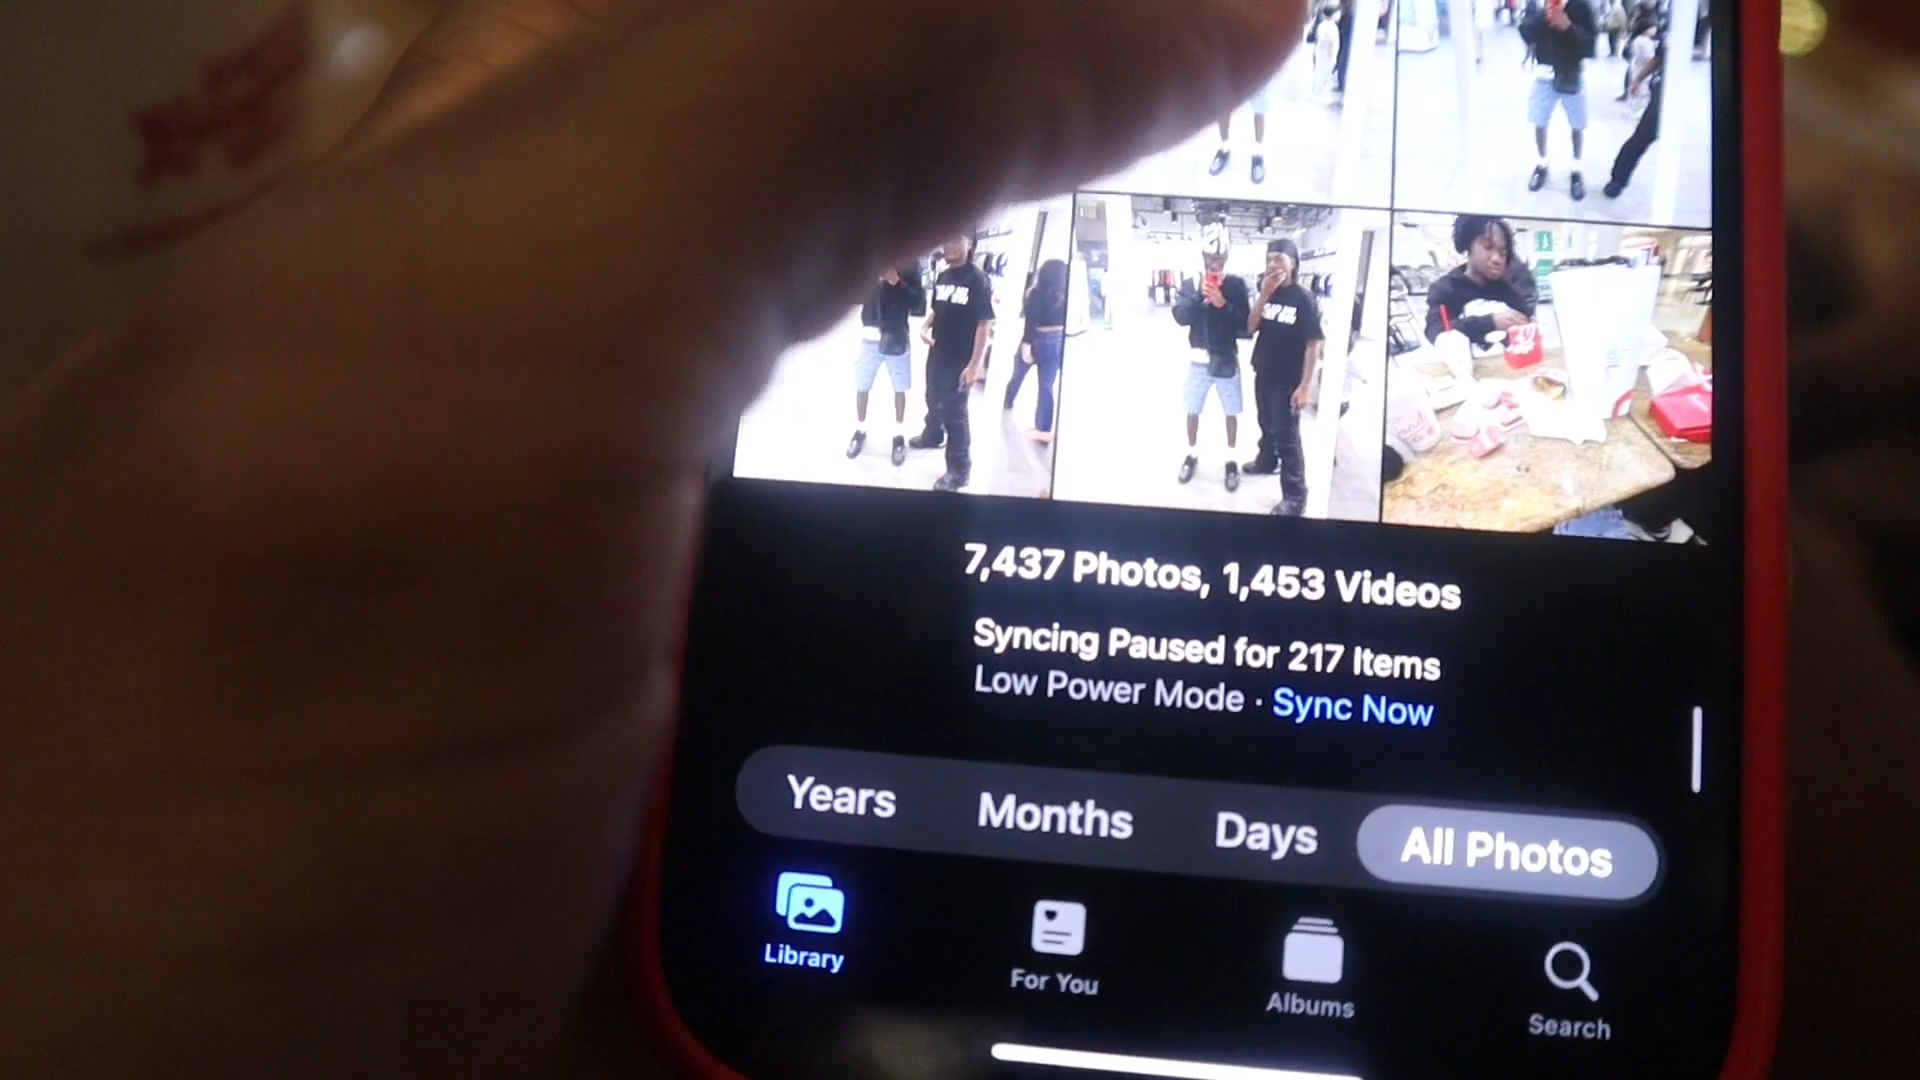 7,437 Photos, 1,453 Videos
Syncing Paused for 217 Items
Low Power Mode · Sync Now
Years Months Days All Photos
Library For You Albums Search